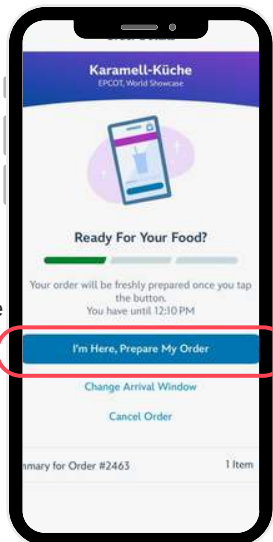 Karamell-Küche
EPCOT, World Showcase
Ready For Your Food?
Your order will be freshly prepared once you tap
the button.
You have until 12:10 PM
I'm Here, Prepare My Order
Change Arrival Window
Cancel Order
mmary for Order #2463 1 Item